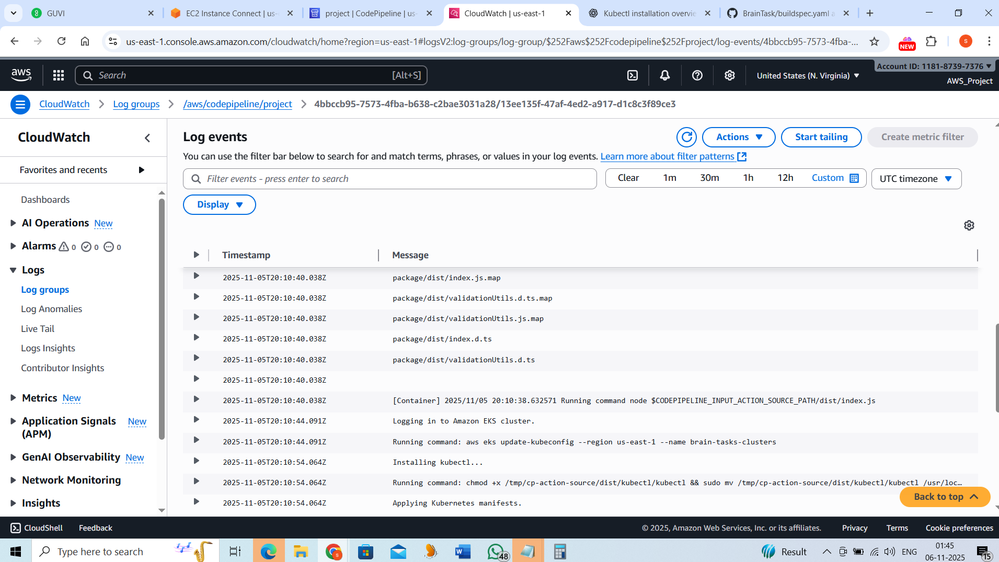 GUVI
EC2 Instance Connect | us-
project | CodePipeline | us-
CloudWatch | us-east-1
Kubectl installation overvie
BrainTask/buildspec.yaml a
us-east-1.console.aws.amazon.com/cloudwatch/home?region=us-east-1#logsV2:log-groups/log-group/$252Faws$252Fcodepipeline$252Fproject/log-events/4bbccb95-7573-4fba-...
NEW
S
aws
Search
[Alt+S]
United States (N. Virginia)
Account ID: 1181-8739-7376
AWS_Project
CloudWatch
Log groups
/aws/codepipeline/project
4bbccb95-7573-4fba-b638-c2bae3031a28/13ee135f-47af-4ed2-a917-d1c8c3f89ce3
CloudWatch
Favorites and recents
Dashboards
AI Operations New
Alarms 0 0 0
Logs
Log groups
Log Anomalies
Live Tail
Logs Insights
Contributor Insights
Metrics New
Application Signals New
(APM)
GenAI Observability New
Network Monitoring
Insights
Log events
Actions
Start tailing
Create metric filter
You can use the filter bar below to search for and match terms, phrases, or values in your log events. Learn more about filter patterns
Filter events - press enter to search
Clear 1m 30m 1h 12h Custom
UTC timezone
Display
Timestamp Message
2025-11-05T20:10:40.038Z package/dist/index.js.map
2025-11-05T20:10:40.038Z package/dist/validationUtils.d.ts.map
2025-11-05T20:10:40.038Z package/dist/validationUtils.js.map
2025-11-05T20:10:40.038Z package/dist/index.d.ts
2025-11-05T20:10:40.038Z package/dist/validationUtils.d.ts
2025-11-05T20:10:40.038Z
2025-11-05T20:10:40.038Z [Container] 2025/11/05 20:10:38.632571 Running command node $CODEPIPELINE_INPUT_ACTION_SOURCE_PATH/dist/index.js
2025-11-05T20:10:44.091Z Logging in to Amazon EKS cluster.
2025-11-05T20:10:44.091Z Running command: aws eks update-kubeconfig --region us-east-1 --name brain-tasks-clusters
2025-11-05T20:10:54.064Z Installing kubectl...
2025-11-05T20:10:54.064Z Running command: chmod +x /tmp/cp-action-source/dist/kubectl/kubectl && sudo mv /tmp/cp-action-source/dist/kubectl/kubectl /usr/loc…
2025-11-05T20:10:54.064Z Applying Kubernetes manifests.
Back to top
CloudShell
Feedback
© 2025, Amazon Web Services, Inc. or its affiliates.
Privacy
Terms
Cookie preferences
Type here to search
48
Result
ENG
01:45
06-11-2025
15